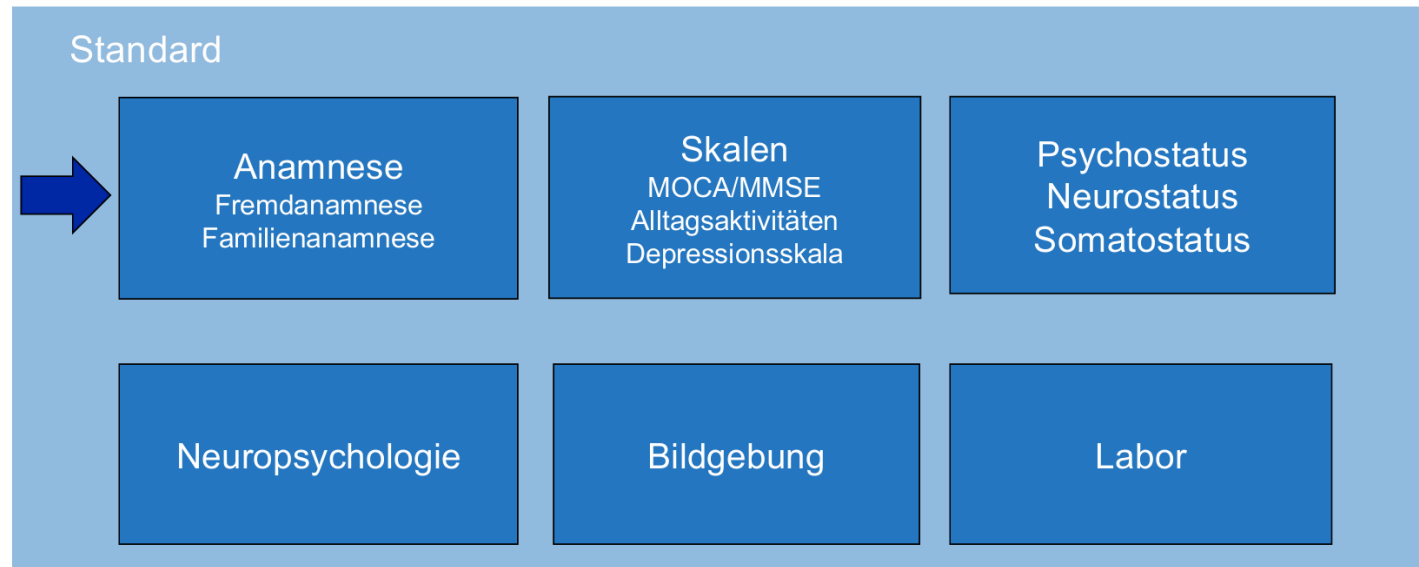 Standard
Anamnese
Fremdanamnese
Familienanamnese
Skalen
MOCA/MMSE
Alltagsaktivitäten
Depressionsskala
Psychostatus
Neurostatus
Somatostatus
Neuropsychologie
Bildgebung
Labor